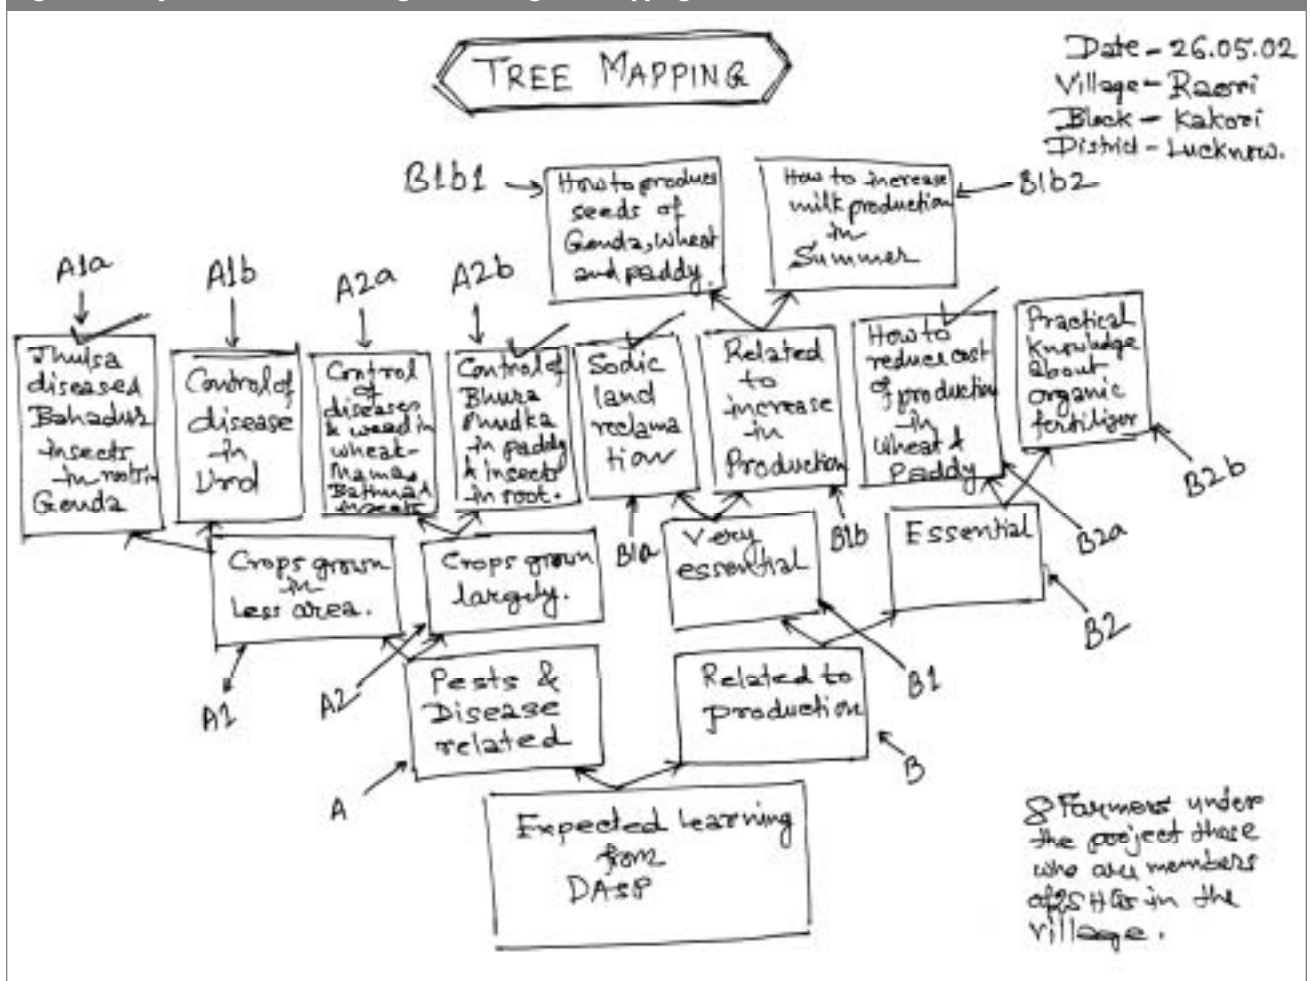 TREE MAPPING
Date - 26.05.02
Village - Raomi
Block - Kakori
District - Lucknow.
B1b1
How to produce
seeds of
Genda, wheat
and paddy.
How to increase
milk production
in
Summer
B1b2
A1a
A1b
A2a
A2b
Jhulsa
diseased
Bahadur
insects
in root in
Genda
Control of
disease
in
Urd
Control
of
diseases
& weed in
wheat-
Mama,
insects
Control of
Bhura
Phudka
in paddy
& insects
in root.
Sodic
land
reclama
tion
Related
to
increase
in
Production
How to
reduce cost
of production
in
wheat &
Paddy
Practical
Knowledge
about
organic
fertilizer
B2b
B2a
B1a
B1b
Crops grown
in
Less area.
Crops grown
largely.
Very
essential
Essential
A1
A2
B1
B2
Pests &
Disease
related
Related to
production
A
B
Expected Learning
from
DASP
8 Farmers under
the project those
who are members
of SHGs in the
village.